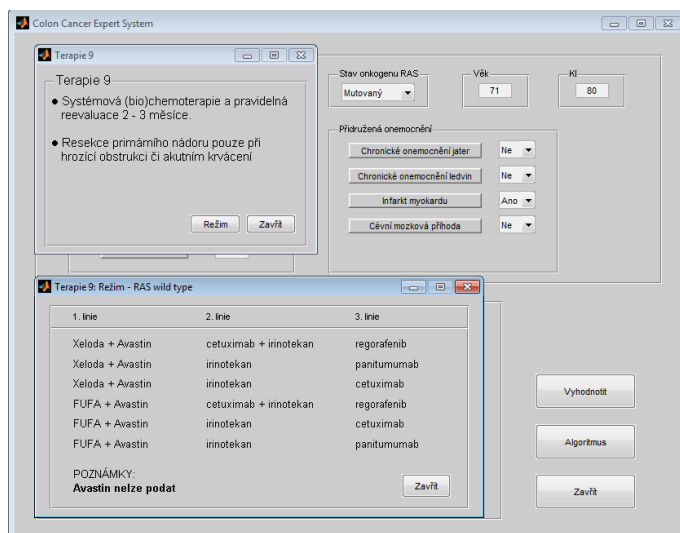 Colon Cancer Expert System
Terapie 9
Terapie 9
● Systémová (bio)chemoterapie a pravidelná
reevaluace 2 - 3 měsíce.
● Resekce primárního nádoru pouze při
hrozící obstrukci či akutním krvácení
Režim Zavřít
Stav onkogenu RAS Věk KI
Mutovaný 71 80
Přidružená onemocnění
Chronické onemocnění jater Ne
Chronické onemocnění ledvin Ne
Infarkt myokardu Ano
Cévní mozková příhoda Ne
Terapie 9: Režim - RAS wild type
1. linie 2. linie 3. linie
Xeloda + Avastin cetuximab + irinotekan regorafenib
Xeloda + Avastin irinotekan panitumumab
Xeloda + Avastin irinotekan cetuximab
FUFA + Avastin cetuximab + irinotekan regorafenib
FUFA + Avastin irinotekan cetuximab
FUFA + Avastin irinotekan panitumumab
POZNÁMKY:
Avastin nelze podat
Zavřít
Vyhodnotit
Algoritmus
Zavřít